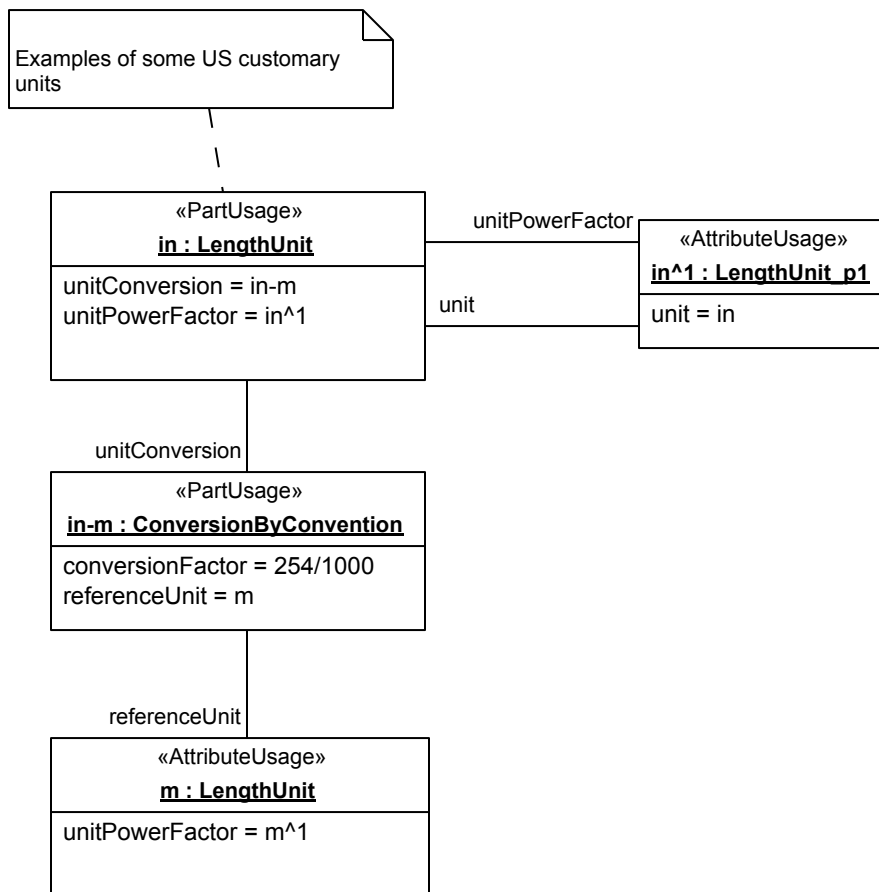 Examples of some US customary
units
«PartUsage»
in : LengthUnit
unitConversion = in-m
unitPowerFactor = in^1
unitPowerFactor
unit
«AttributeUsage»
in^1 : LengthUnit_p1
unit = in
unitConversion
«PartUsage»
in-m : ConversionByConvention
conversionFactor = 254/1000
referenceUnit = m
referenceUnit
«AttributeUsage»
m : LengthUnit
unitPowerFactor = m^1